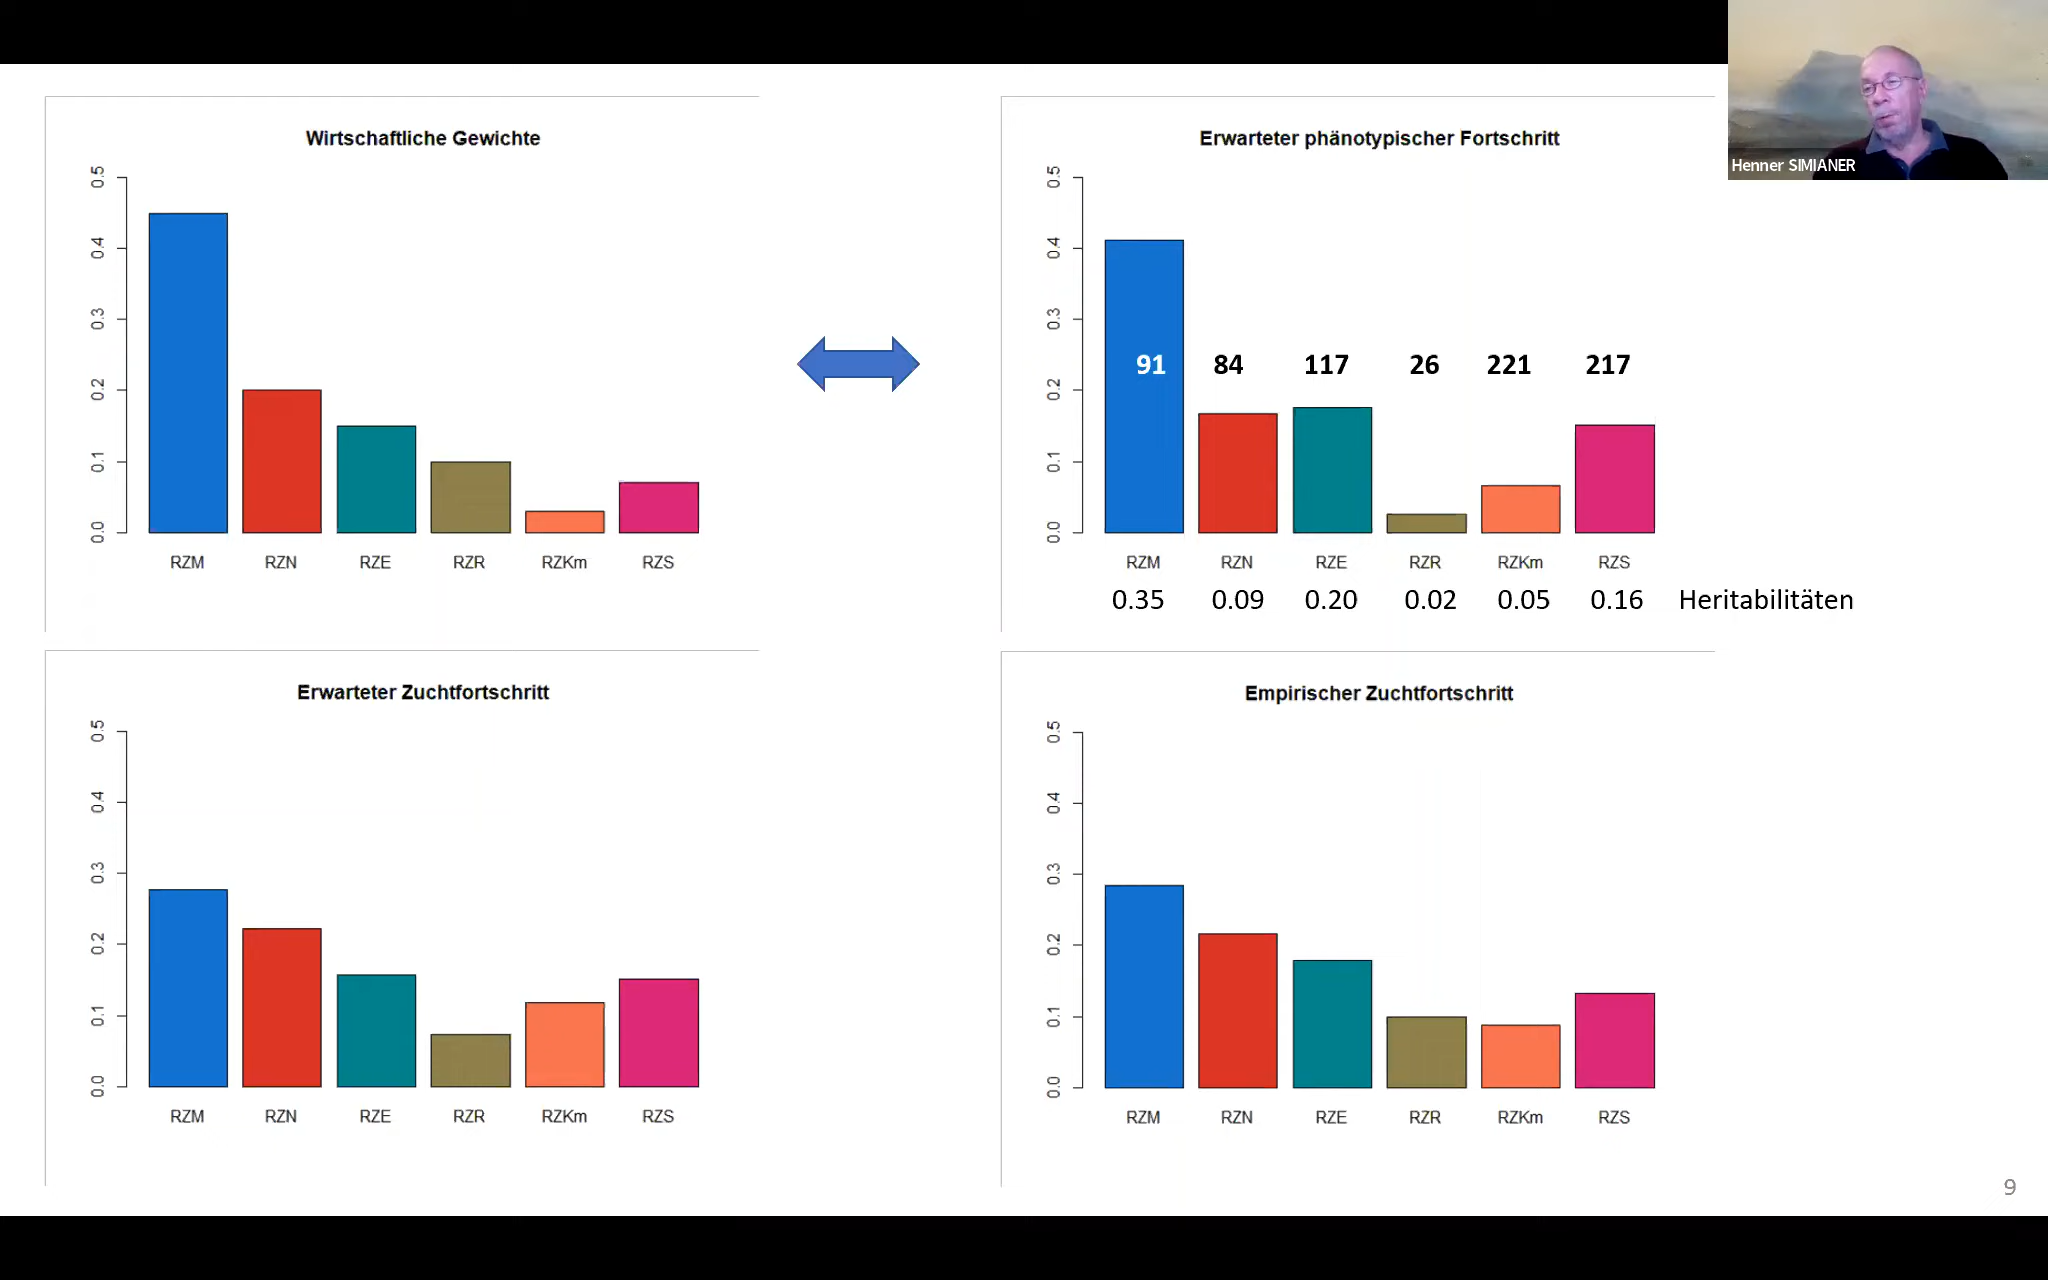 Henner SIMIANER
Wirtschaftliche Gewichte
0.5
0.4
0.3
0.2
0.1
0.0
RZM RZN RZE RZR RZKm RZS
Erwarteter phänotypischer Fortschritt
0.5
0.4
0.3
0.2
0.1
0.0
91 84 117 26 221 217
RZM RZN RZE RZR RZKm RZS
0.35 0.09 0.20 0.02 0.05 0.16 Heritabilitäten
Erwarteter Zuchtfortschritt
0.5
0.4
0.3
0.2
0.1
0.0
RZM RZN RZE RZR RZKm RZS
Empirischer Zuchtfortschritt
0.5
0.4
0.3
0.2
0.1
0.0
RZM RZN RZE RZR RZKm RZS
9